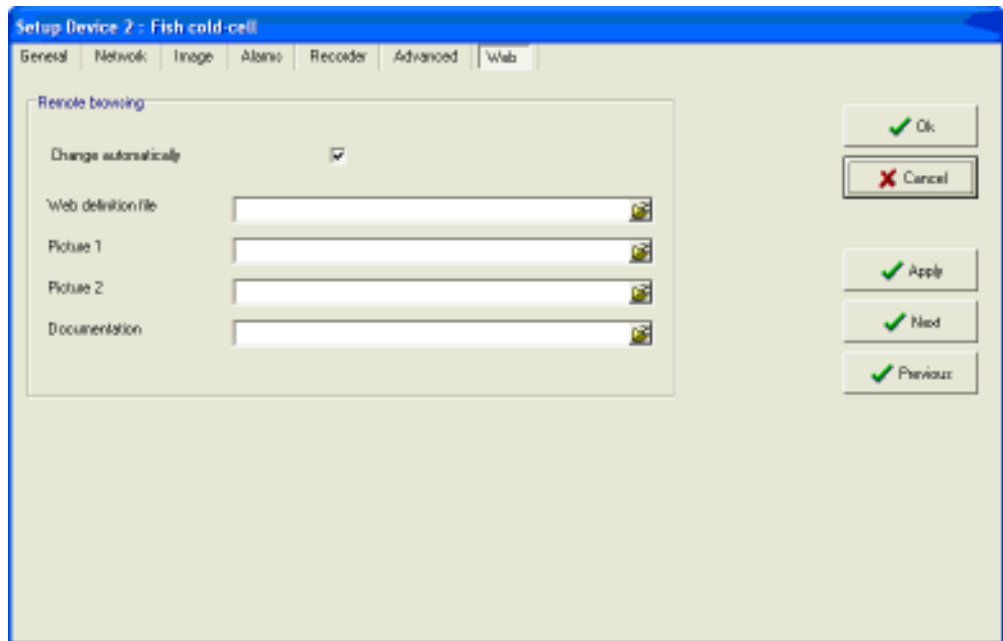 Setup Device 2 : Fish cold-cell
General Network Image Alarms Recorder Advanced Web
Remote browsing
Change automatically
Web definition file
Picture 1
Picture 2
Documentation
Ok
Cancel
Apply
Next
Previous